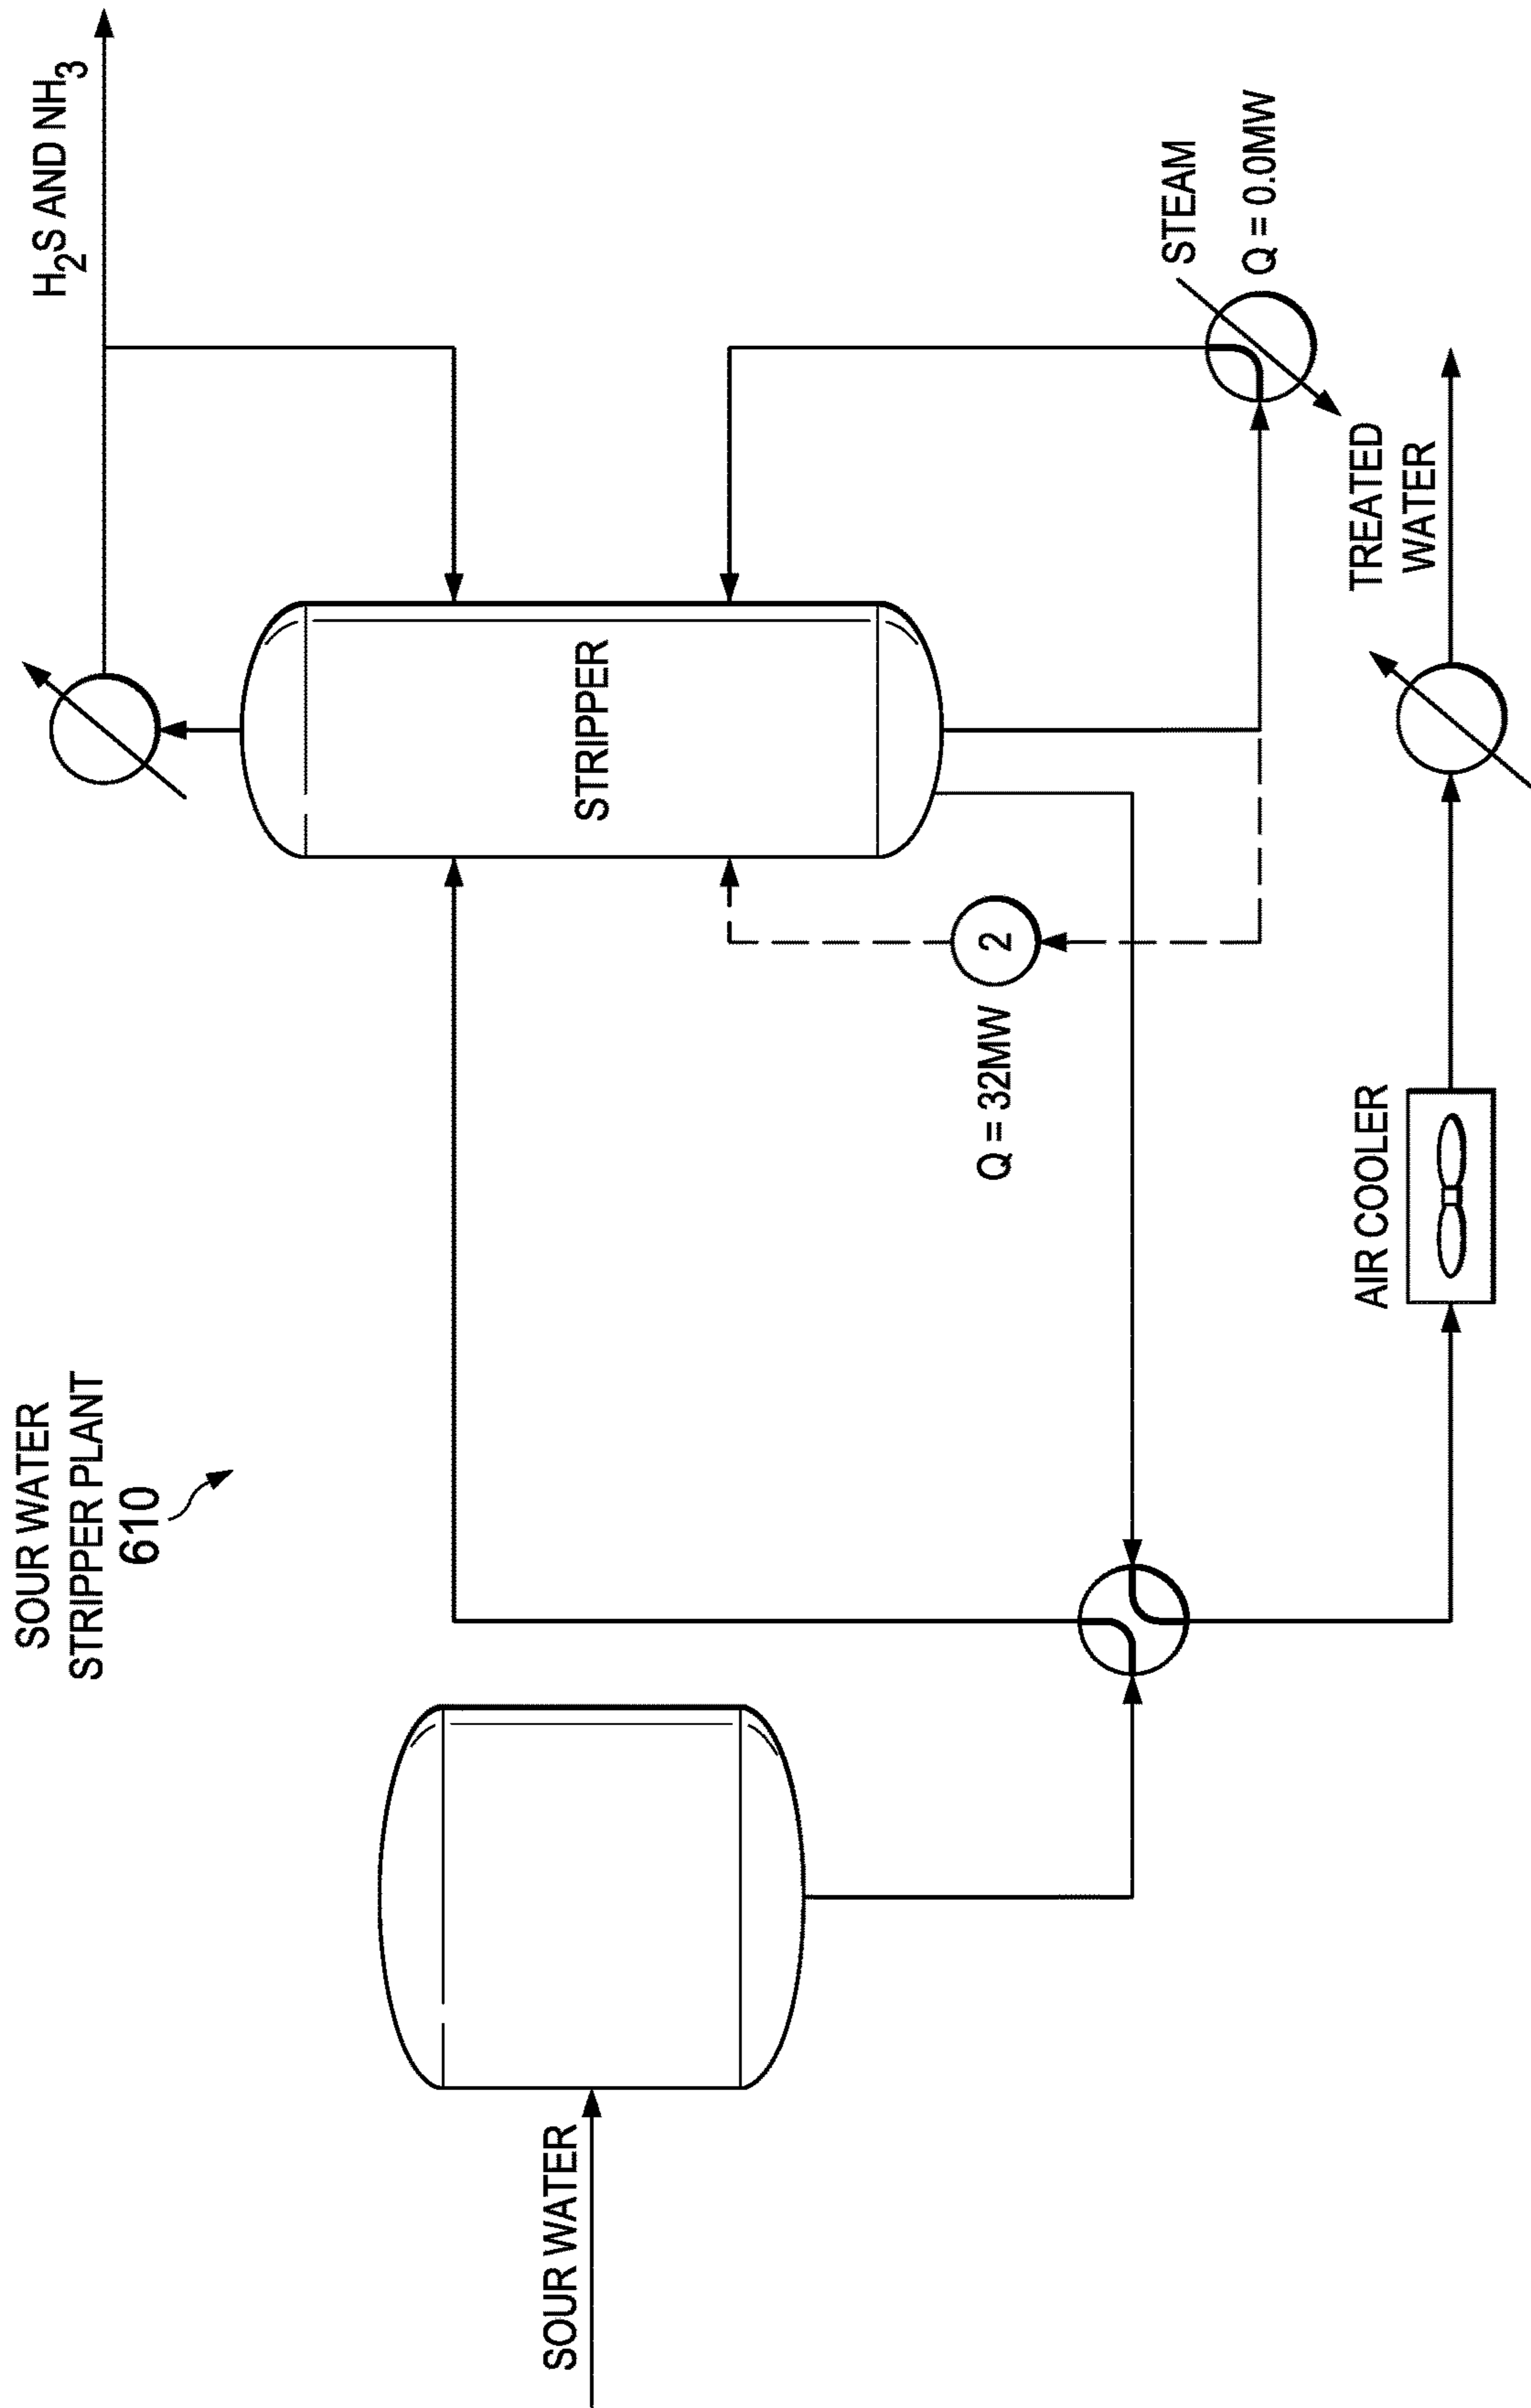 SOUR WATER
STRIPPER PLANT
610
SOUR WATER
H₂S AND NH₃
STRIPPER
2
Q = 32MW
STEAM
Q = 0.0MW
AIR COOLER
TREATED
WATER